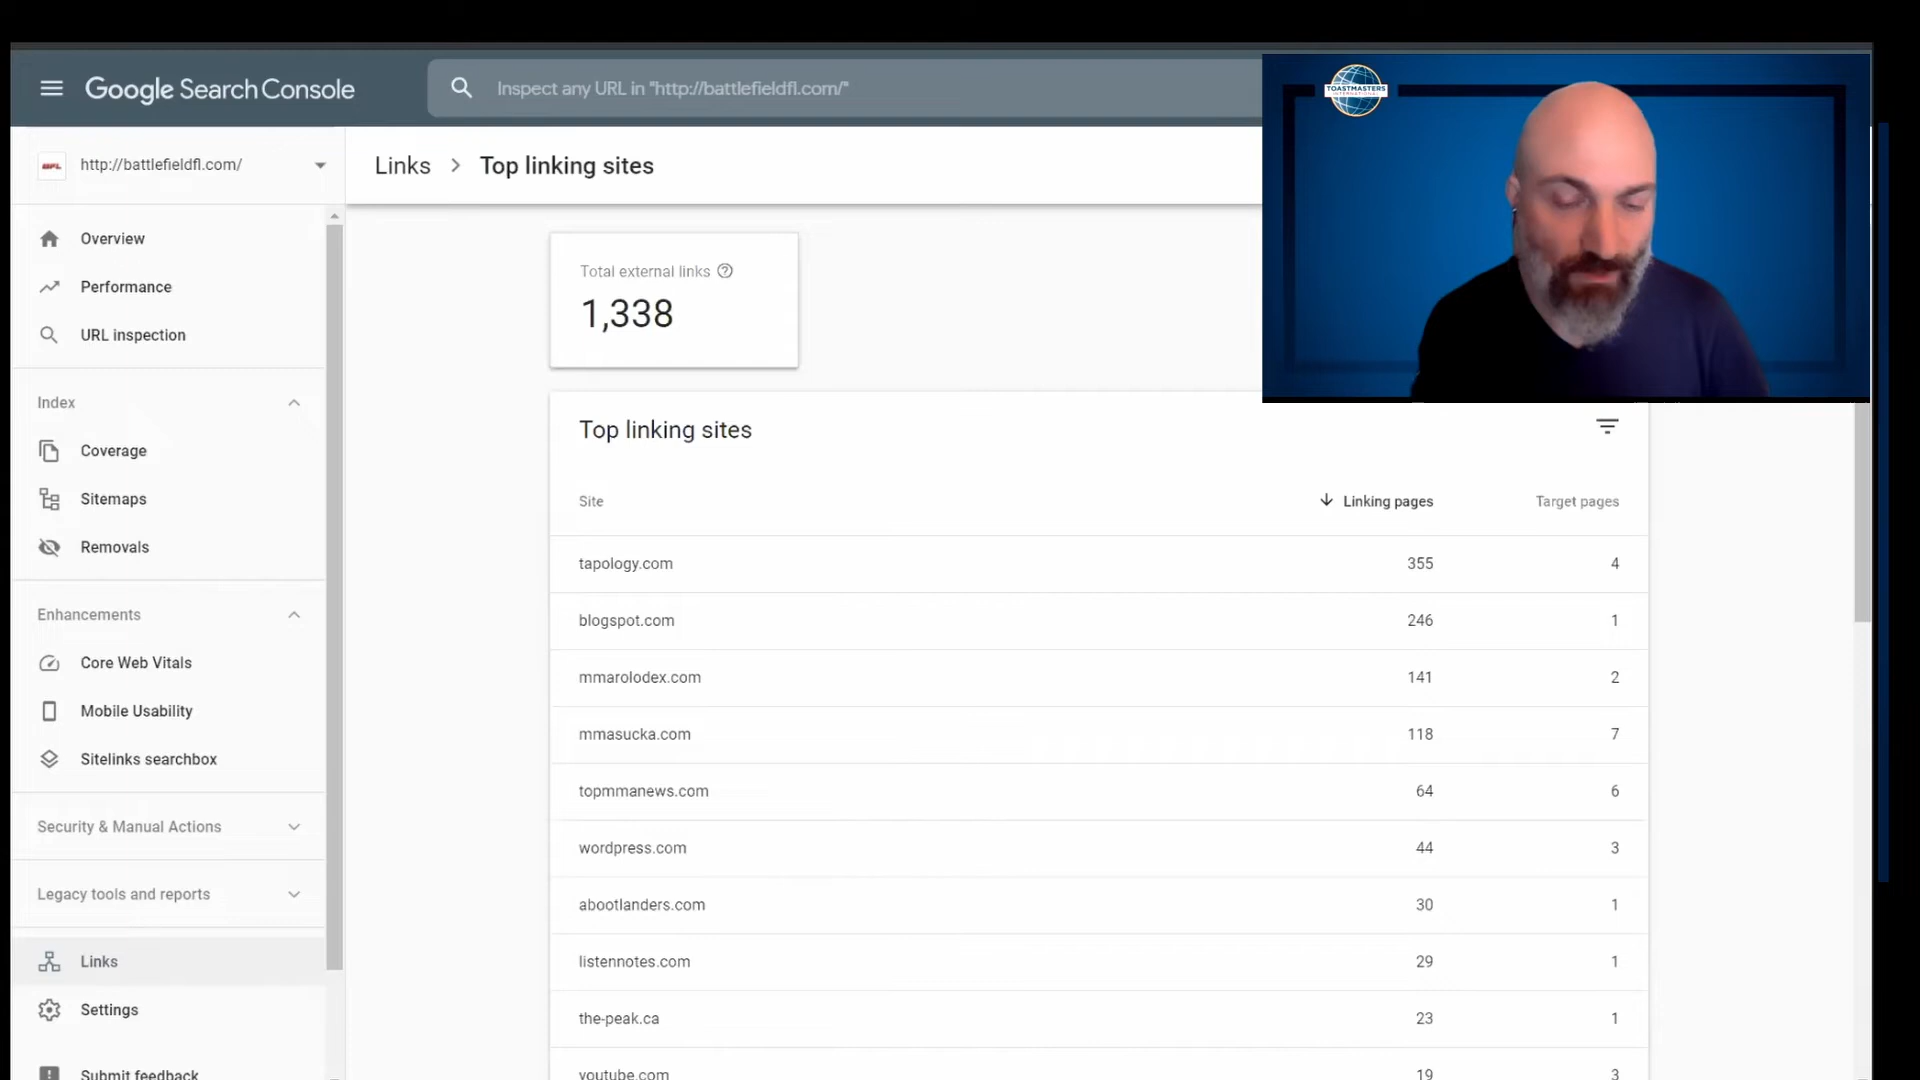 Google Search Console
Inspect any URL in "http://battlefieldfl.com/"
TOASTMASTERS
INTERNATIONAL
BFL
http://battlefieldfl.com/
Links > Top linking sites
Overview
Performance
URL inspection
Index
Coverage
Sitemaps
Removals
Enhancements
Core Web Vitals
Mobile Usability
Sitelinks searchbox
Security & Manual Actions
Legacy tools and reports
Links
Settings
Submit feedback
Total external links
1,338
Top linking sites
Site Linking pages Target pages
tapology.com 355 4
blogspot.com 246 1
mmarolodex.com 141 2
mmasucka.com 118 7
topmmanews.com 64 6
wordpress.com 44 3
abootlanders.com 30 1
listennotes.com 29 1
the-peak.ca 23 1
youtube.com 19 3